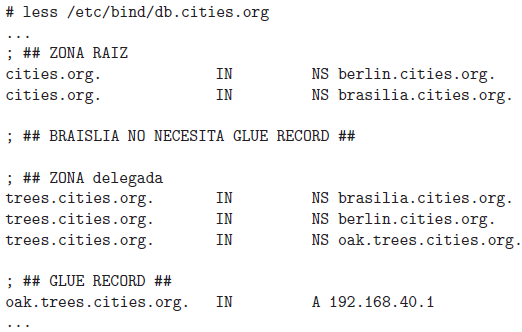 # less /etc/bind/db.cities.org
...
; ## ZONA RAIZ
cities.org. IN NS berlin.cities.org.
cities.org. IN NS brasilia.cities.org.
; ## BRAISLIA NO NECESITA GLUE RECORD ##
; ## ZONA delegada
trees.cities.org. IN NS brasilia.cities.org.
trees.cities.org. IN NS berlin.cities.org.
trees.cities.org. IN NS oak.trees.cities.org.
; ## GLUE RECORD ##
oak.trees.cities.org. IN A 192.168.40.1
...